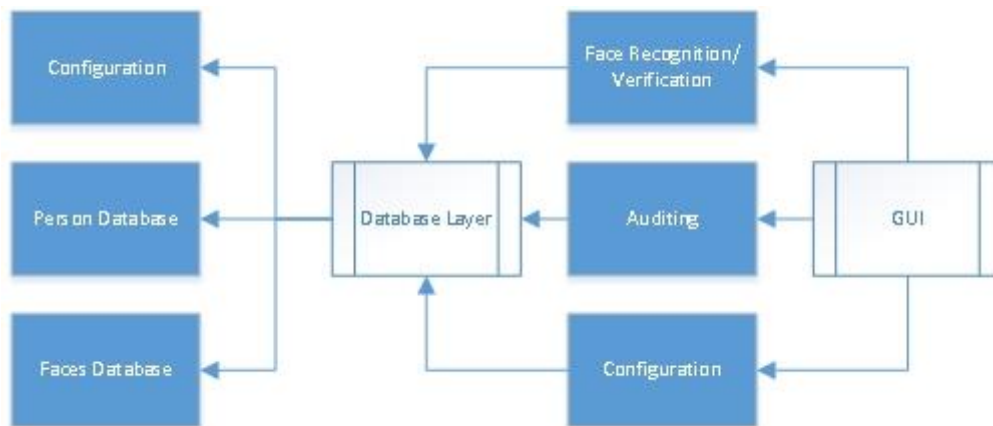 Configuration
Face Recognition/
Verification
Person Database
Database Layer
Auditing
GUI
Faces Database
Configuration